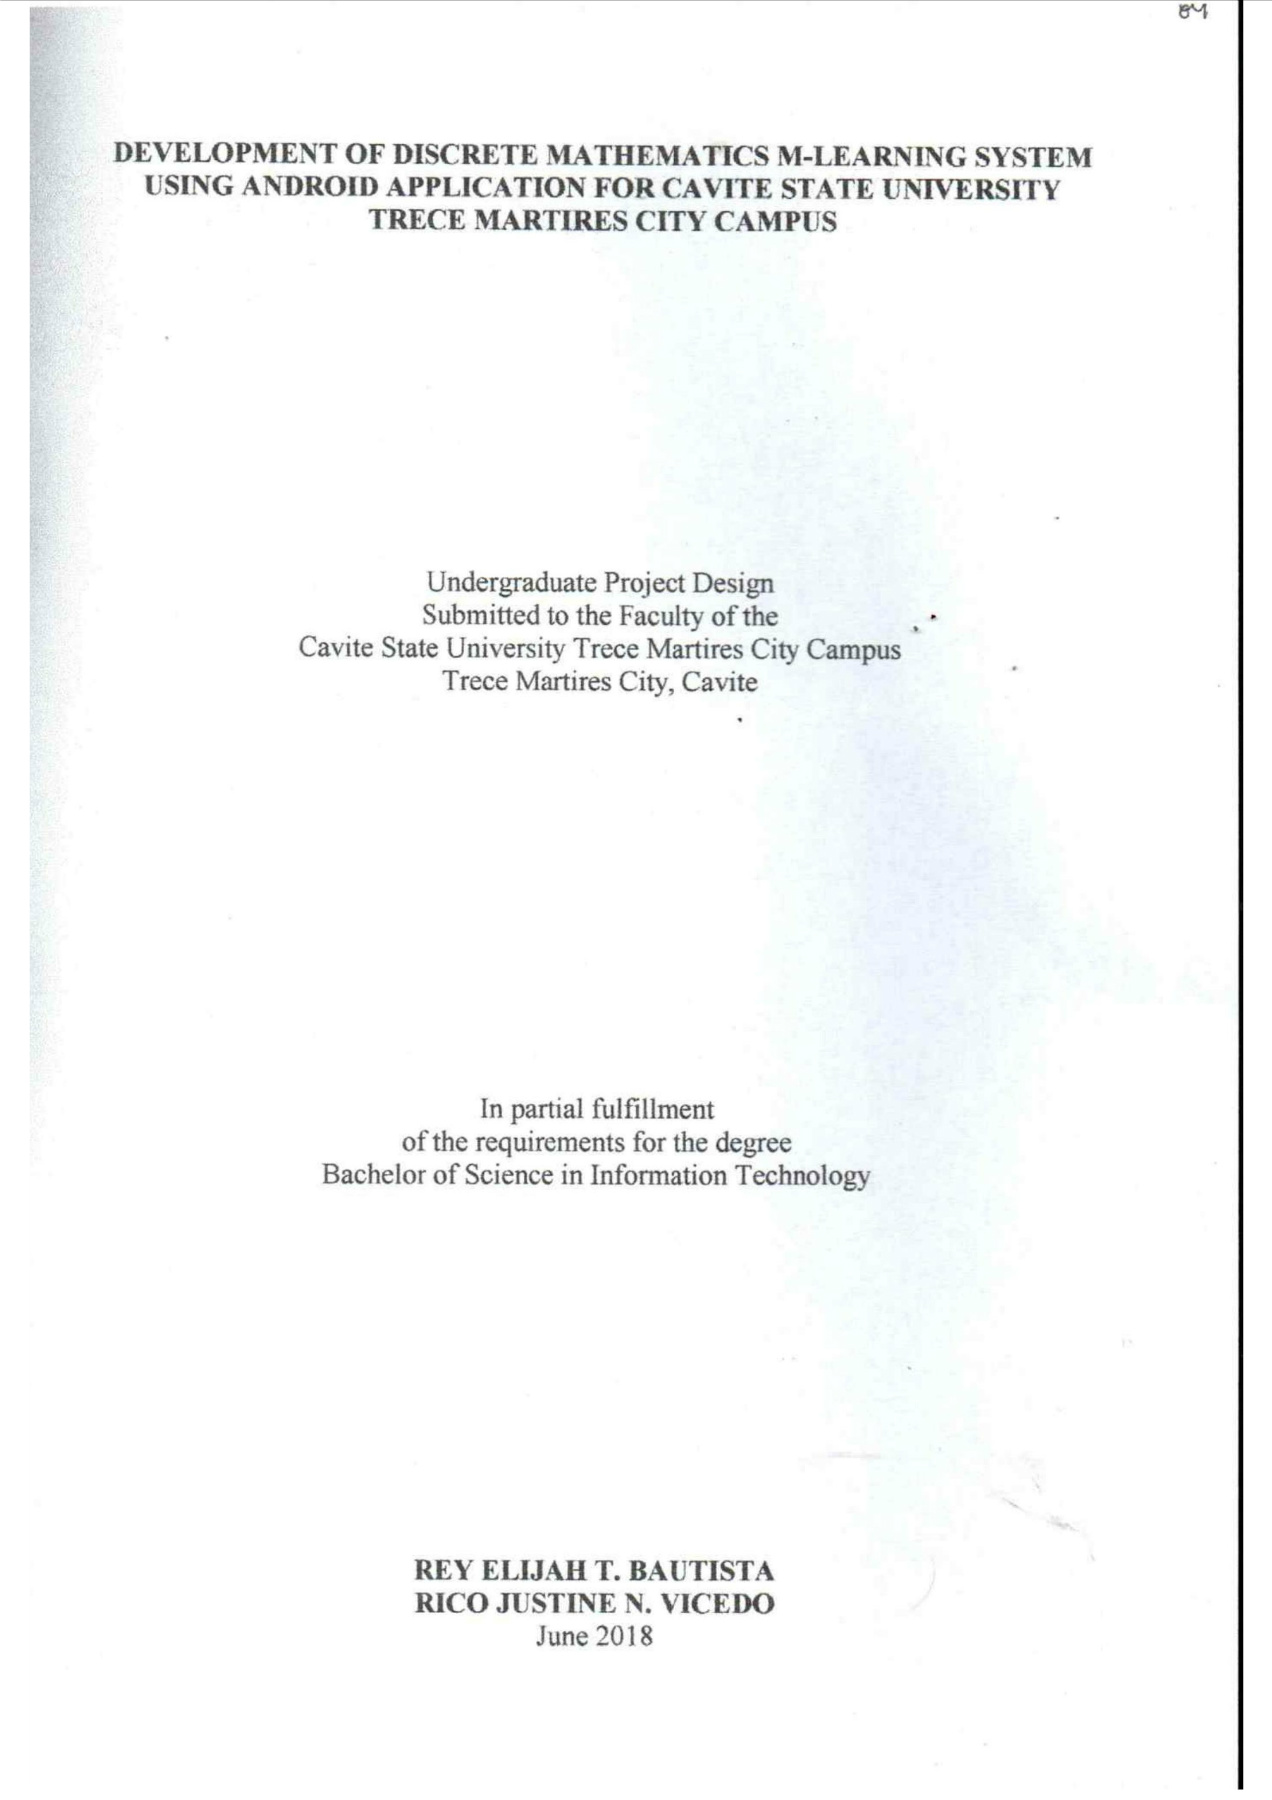 84
DEVELOPMENT OF DISCRETE MATHEMATICS M-LEARNING SYSTEM
USING ANDROID APPLICATION FOR CAVITE STATE UNIVERSITY
TRECE MARTIRES CITY CAMPUS
Undergraduate Project Design
Submitted to the Faculty of the
Cavite State University Trece Martires City Campus
Trece Martires City, Cavite
In partial fulfillment
of the requirements for the degree
Bachelor of Science in Information Technology
REY ELIJAH T. BAUTISTA
RICO JUSTINE N. VICEDO
June 2018